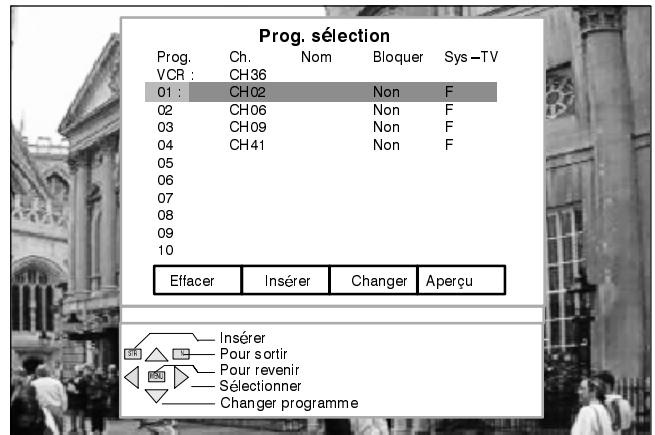 Prog. sélection
Prog. Ch. Nom Bloquer Sys–TV
VCR : CH36
01 : CH02 Non F
02 CH06 Non F
03 CH09 Non F
04 CH41 Non F
05
06
07
08
09
10
Effacer Insérer Changer Aperçu
Insérer
STR N Pour sortir
Pour revenir
MENU Sélectionner
Changer programme